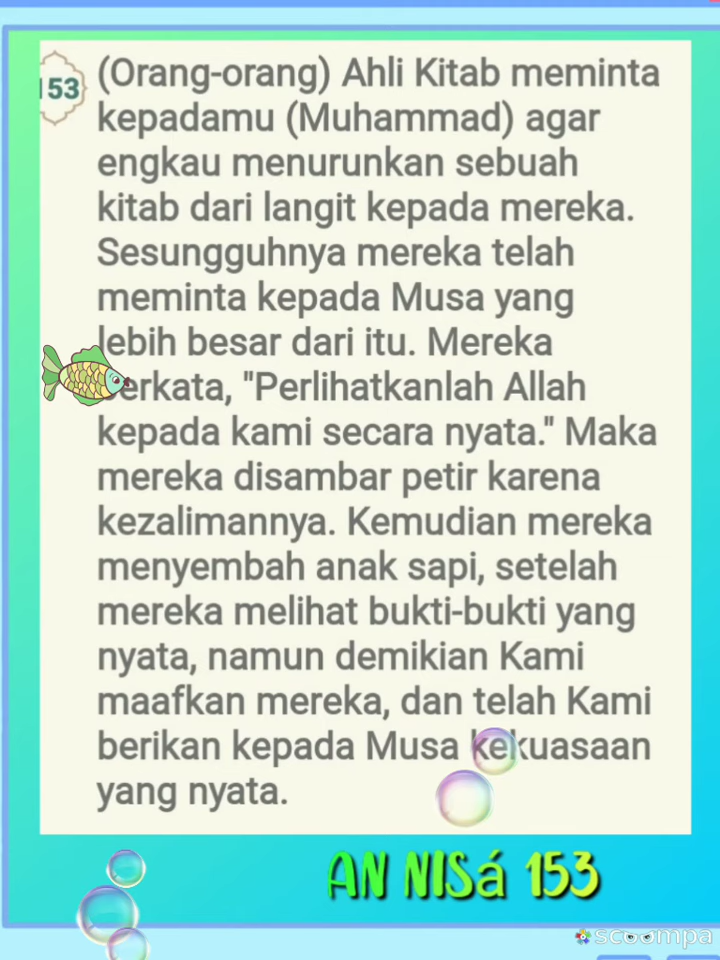 153
(Orang-orang) Ahli Kitab meminta
kepadamu (Muhammad) agar
engkau menurunkan sebuah
kitab dari langit kepada mereka.
Sesungguhnya mereka telah
meminta kepada Musa yang
lebih besar dari itu. Mereka
berkata, "Perlihatkanlah Allah
kepada kami secara nyata." Maka
mereka disambar petir karena
kezalimannya. Kemudian mereka
menyembah anak sapi, setelah
mereka melihat bukti-bukti yang
nyata, namun demikian Kami
maafkan mereka, dan telah Kami
berikan kepada Musa kekuasaan
yang nyata.
AN NISá 153
scoompa